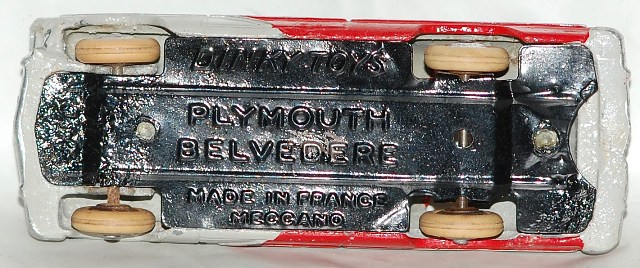 DINKY TOYS
PLYMOUTH
BELVEDERE
MADE IN FRANCE
MECCANO